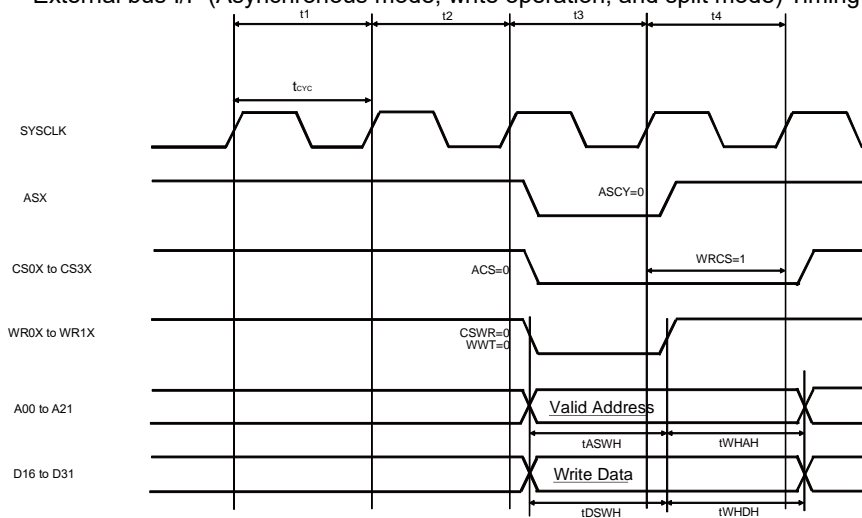 External bus I/F (Asynchronous mode, write operation, and split mode) Timing
t1 t2 t3 t4
tCYC
SYSCLK
ASX
ASCY=0
CS0X to CS3X
ACS=0
WRCS=1
WR0X to WR1X
CSWR=0
WWT=0
A00 to A21
Valid Address
tASWH tWHAH
D16 to D31
Write Data
tDSWH tWHDH